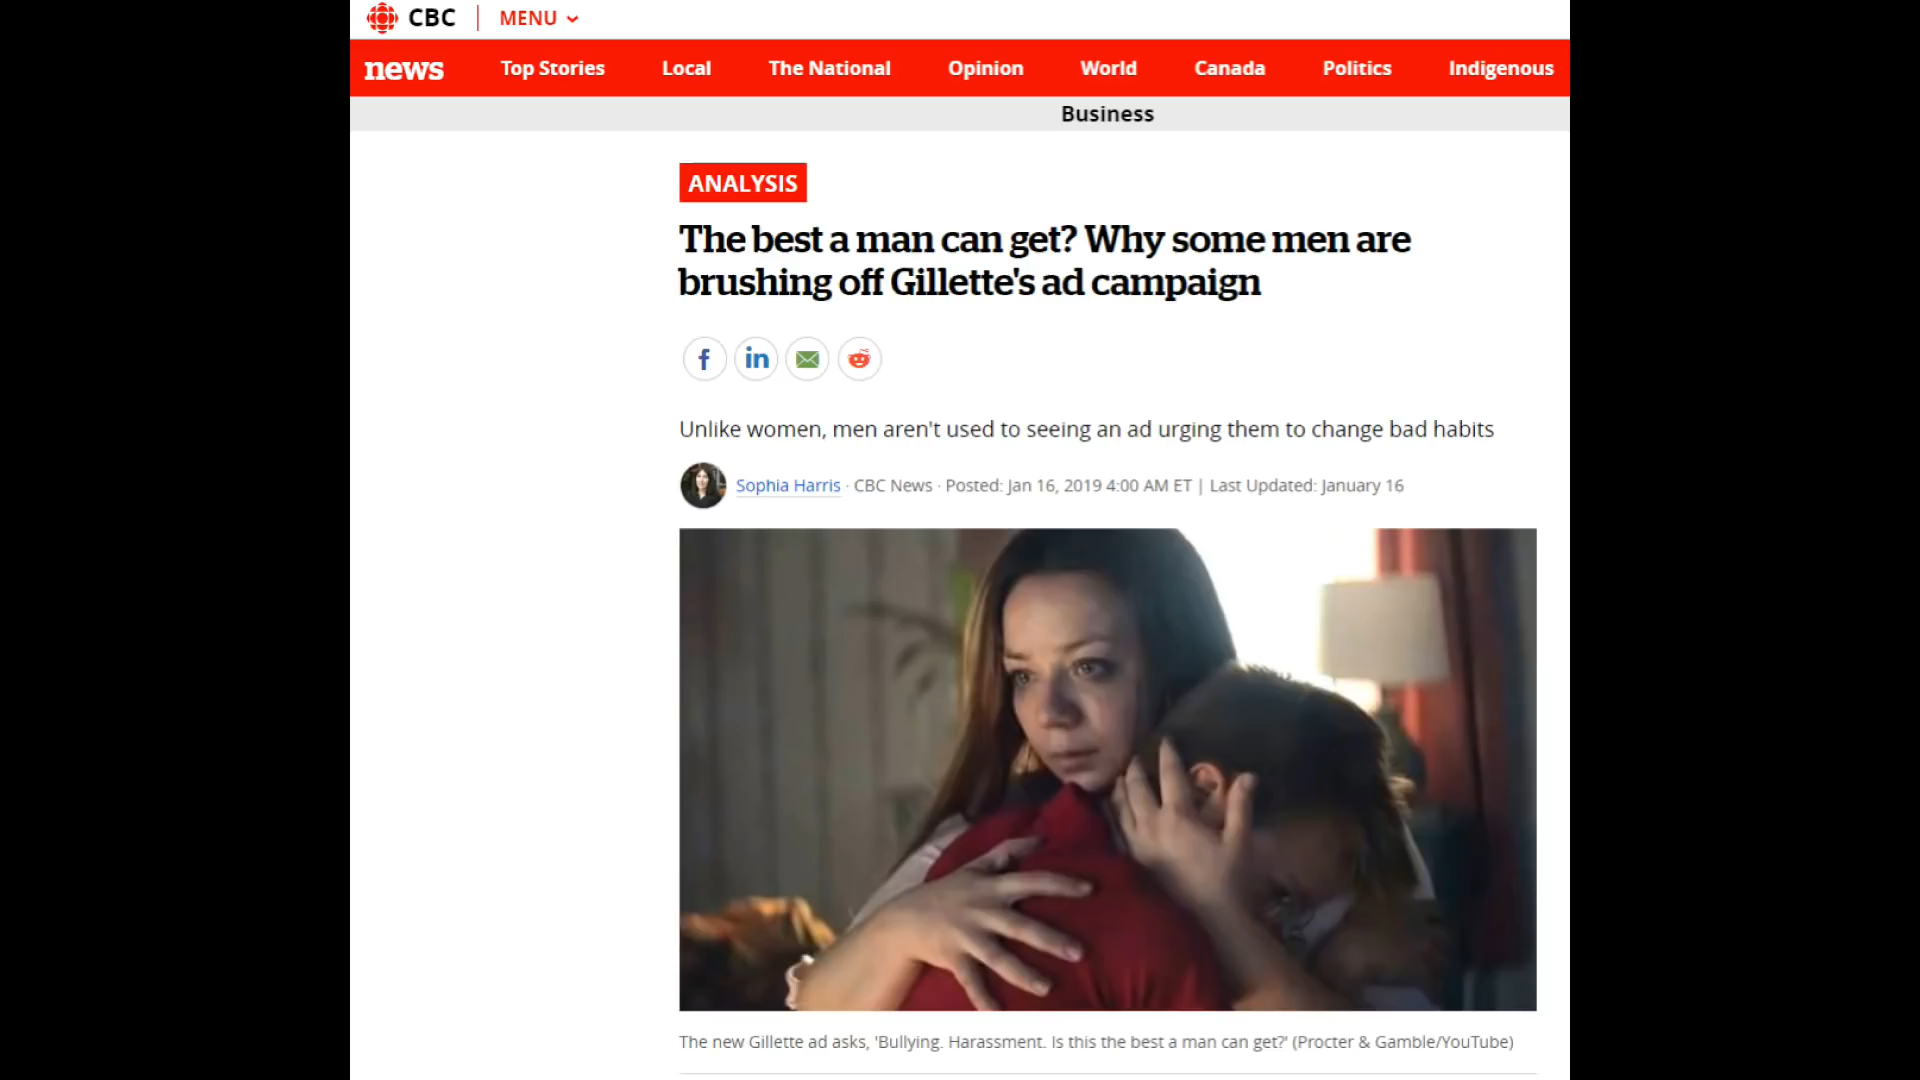 CBC MENU
news Top Stories Local The National Opinion World Canada Politics Indigenous
Business
ANALYSIS
The best a man can get? Why some men are
brushing off Gillette's ad campaign
f in
Unlike women, men aren't used to seeing an ad urging them to change bad habits
Sophia Harris · CBC News · Posted: Jan 16, 2019 4:00 AM ET | Last Updated: January 16
The new Gillette ad asks, 'Bullying. Harassment. Is this the best a man can get?' (Procter & Gamble/YouTube)